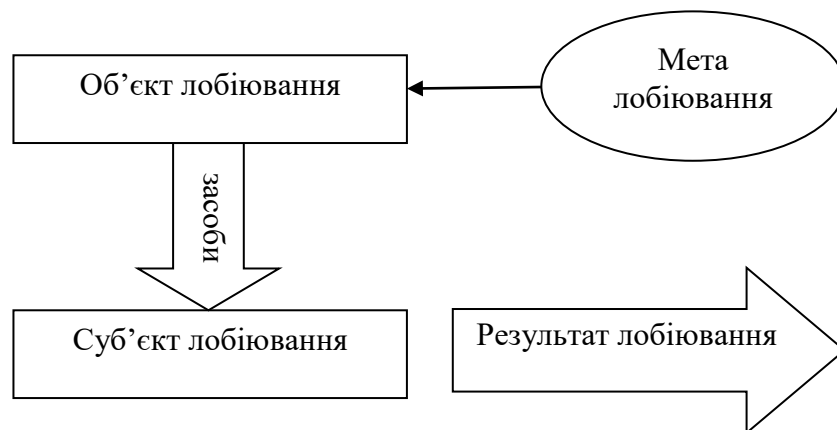 Об’єкт лобіювання
Мета
лобіювання
засоби
Суб’єкт лобіювання
Результат лобіювання